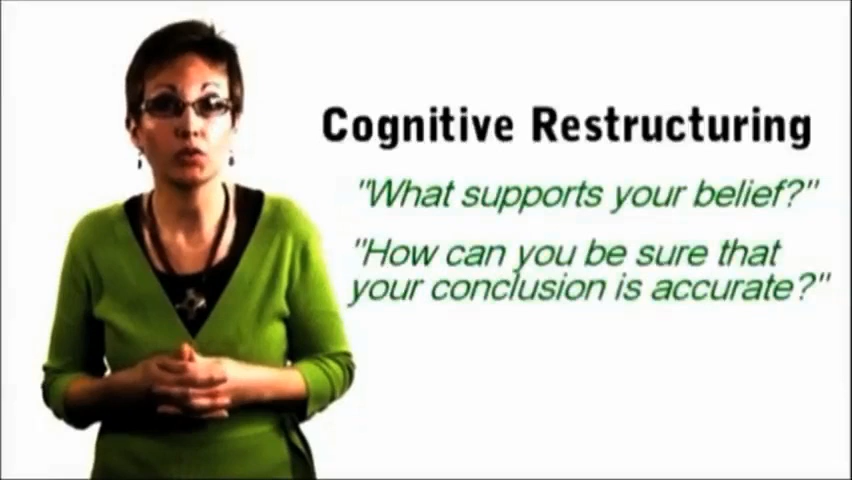 Cognitive Restructuring
"What supports your belief?"
"How can you be sure that
your conclusion is accurate?"